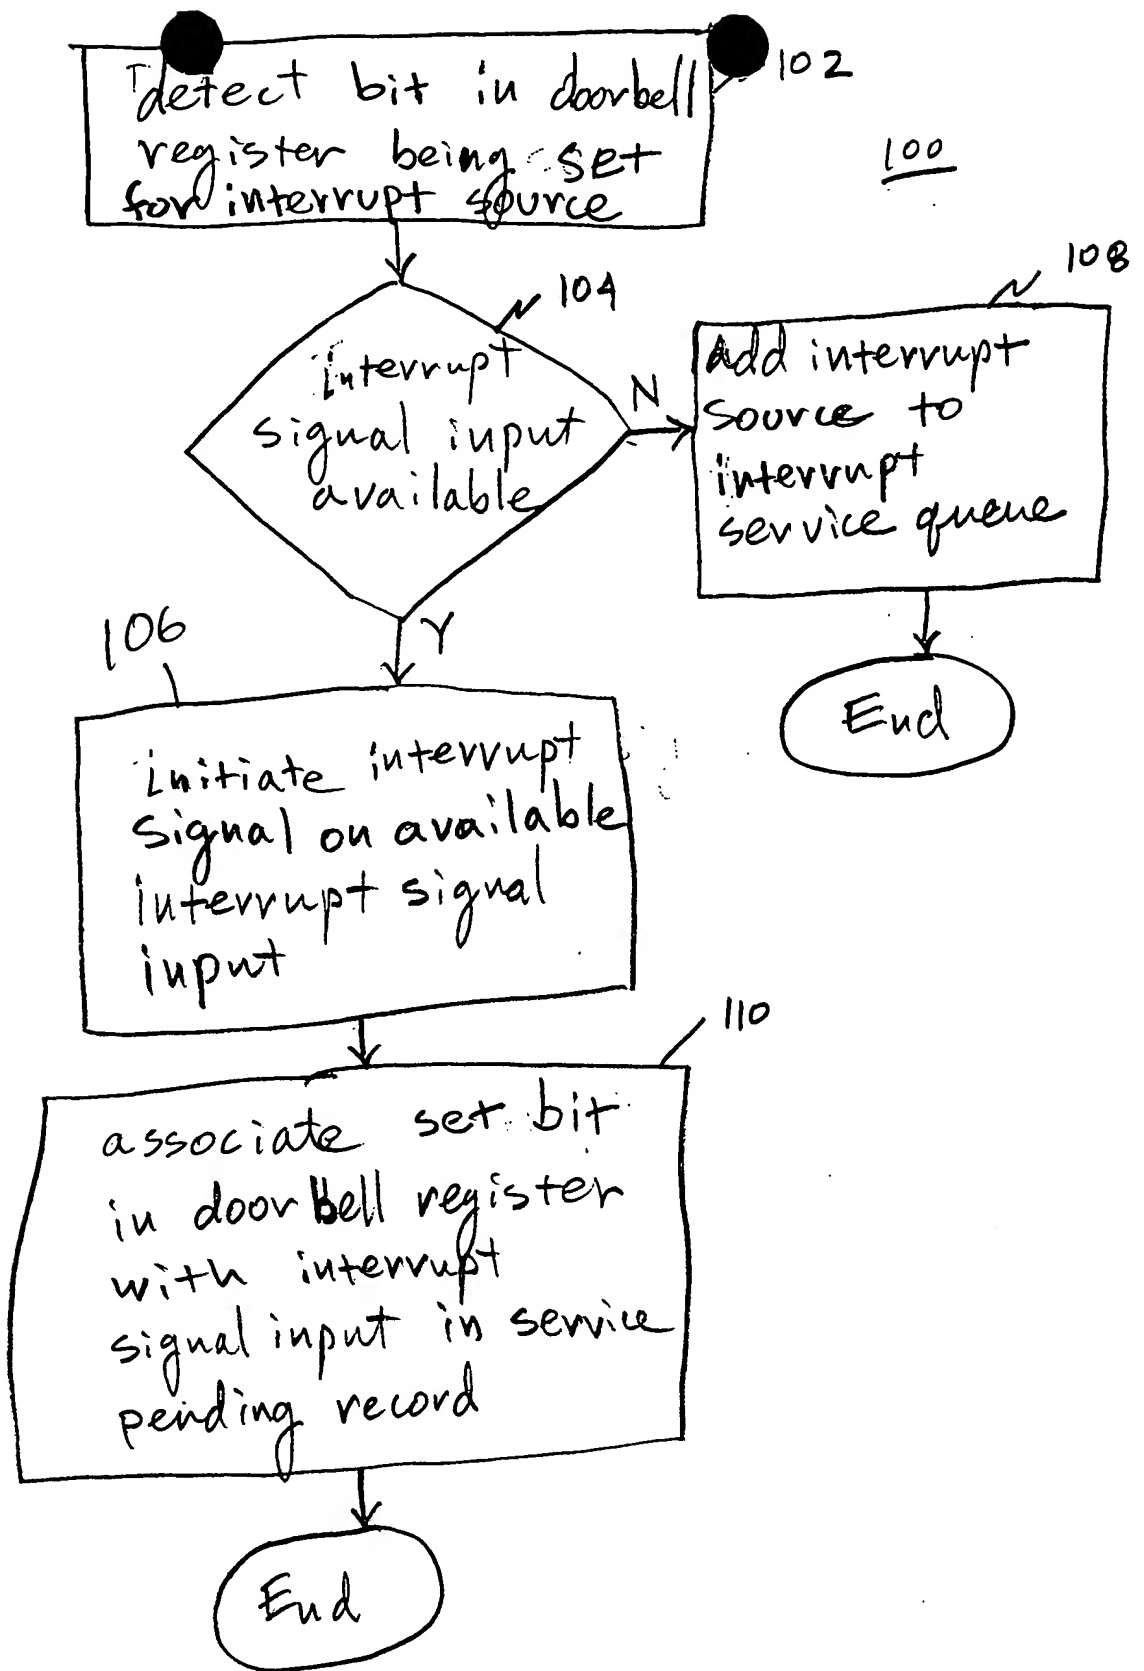 detect bit in doorbell
register being set
for interrupt source
102
100
104
Interrupt
signal input
available
N
108
Add interrupt
source to
interrupt
service queue
End
Y
106
initiate interrupt
signal on available
interrupt signal
input
110
associate set bit
in doorbell register
with interrupt
signal input in service
pending record
End